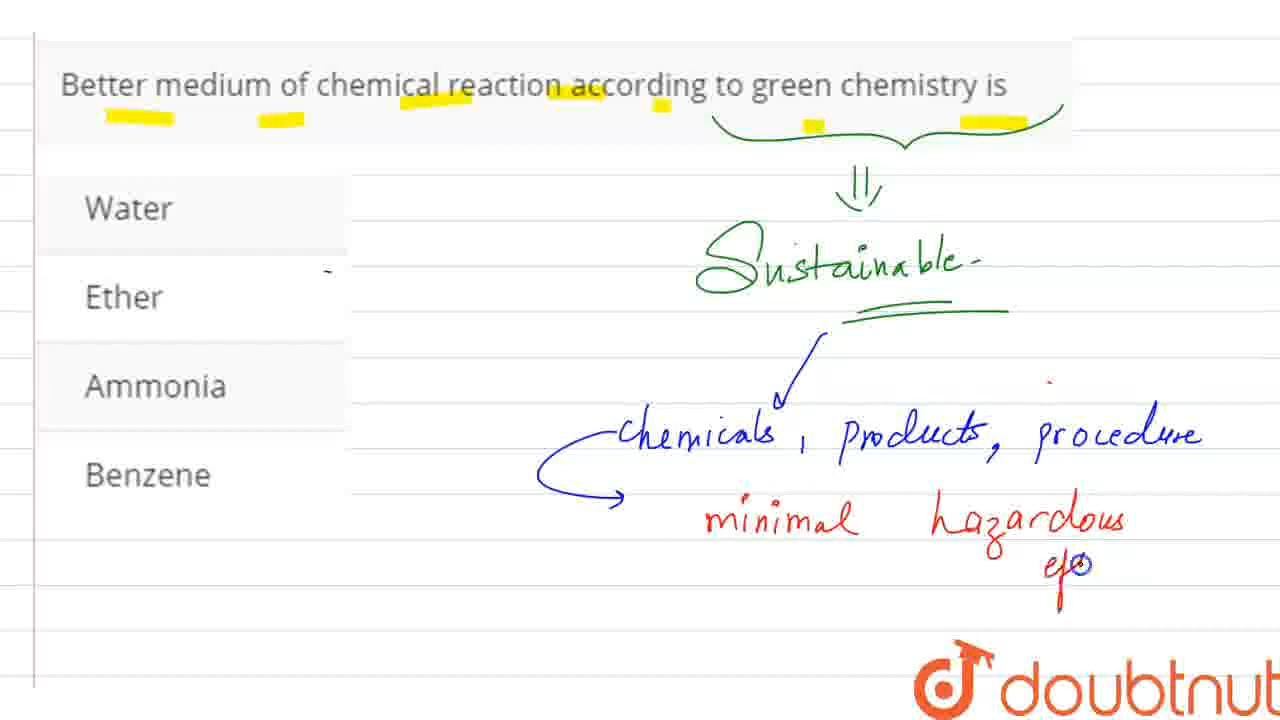 Better medium of chemical reaction according to green chemistry is
Water
Ether
Ammonia
Benzene
Sustainable
chemicals, products, procedure
minimal hazardous
doubtnut